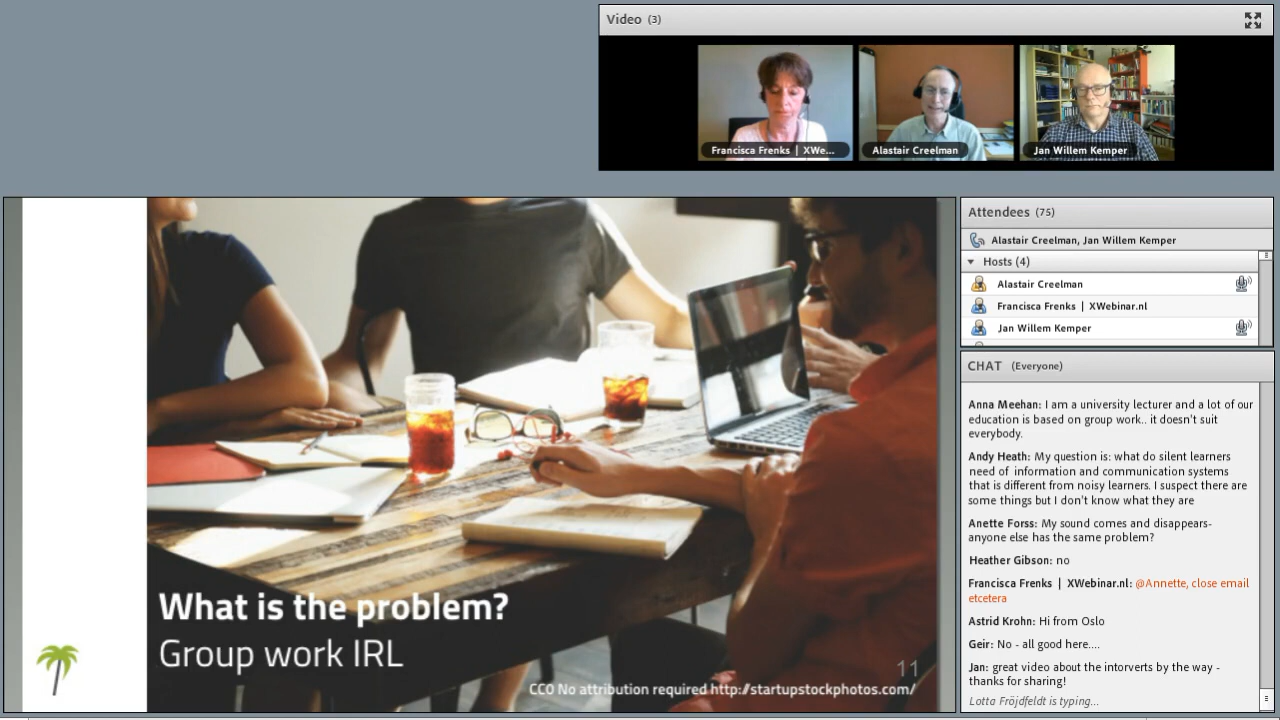 Video (3)
Francisca Frenks | XWe...
Alastair Creelman
Jan Willem Kemper
What is the problem?
Group work IRL
11
CC0 No attribution required http://startupstockphotos.com/
Attendees (75)
Alastair Creelman, Jan Willem Kemper
Hosts (4)
Alastair Creelman
Francisca Frenks | XWebinar.nl
Jan Willem Kemper
CHAT (Everyone)
Anna Meehan: I am a university lecturer and a lot of our
education is based on group work.. it doesn't suit
everybody.
Andy Heath: My question is: what do silent learners
need of information and communication systems
that is different from noisy learners. I suspect there are
some things but I don't know what they are
Anette Forss: My sound comes and disappears-
anyone else has the same problem?
Heather Gibson: no
Francisca Frenks | XWebinar.nl: @Annette, close email
etcetera
Astrid Krohn: Hi from Oslo
Geir: No - all good here....
Jan: great video about the intorverts by the way -
thanks for sharing!
Lotta Fröjdfeldt is typing...